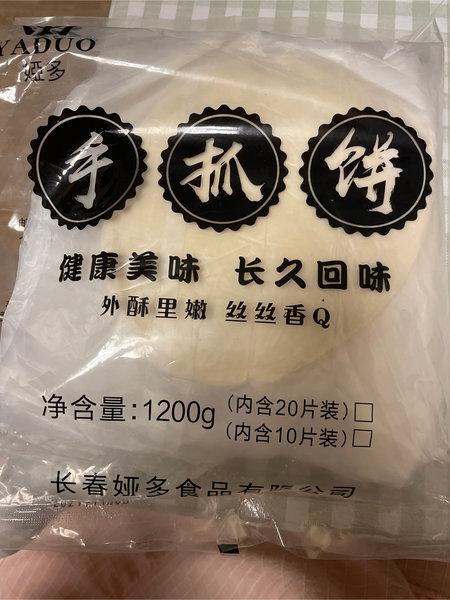 YADUO
娅多
手抓饼
健康美味 长久回味
外酥里嫩 丝丝香Q
净含量:1200g (内含20片装)□
(内含10片装)□
长春娅多食品有限公司